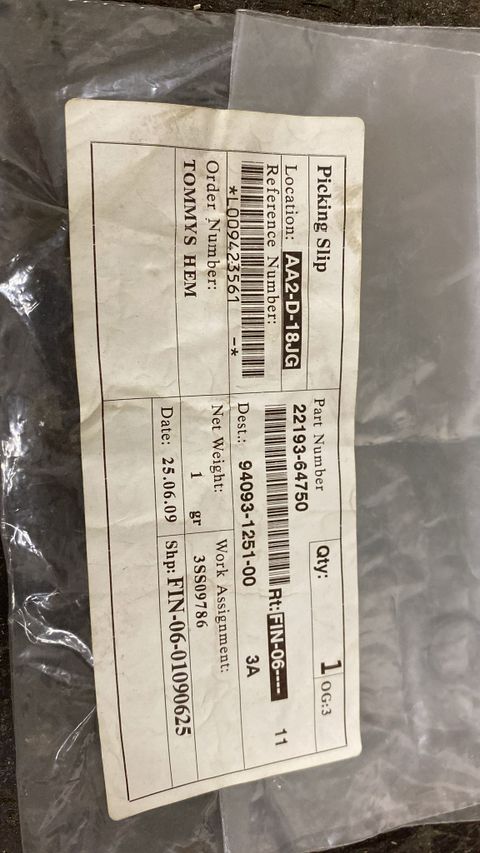 Picking Slip
Location: AA2-D-18JG
Reference Number:
*L009423561 -*
Order Number:
TOMMYS HEM
Part Number
22193-64750
Qty: 1 OG:3
Rt: FIN-06---- 11
Dest.: 94093-1251-00 3A
Net Weight: 1 gr
Work Assignment:
3SS09786
Date: 25.06.09
Shp: FIN-06-01090625